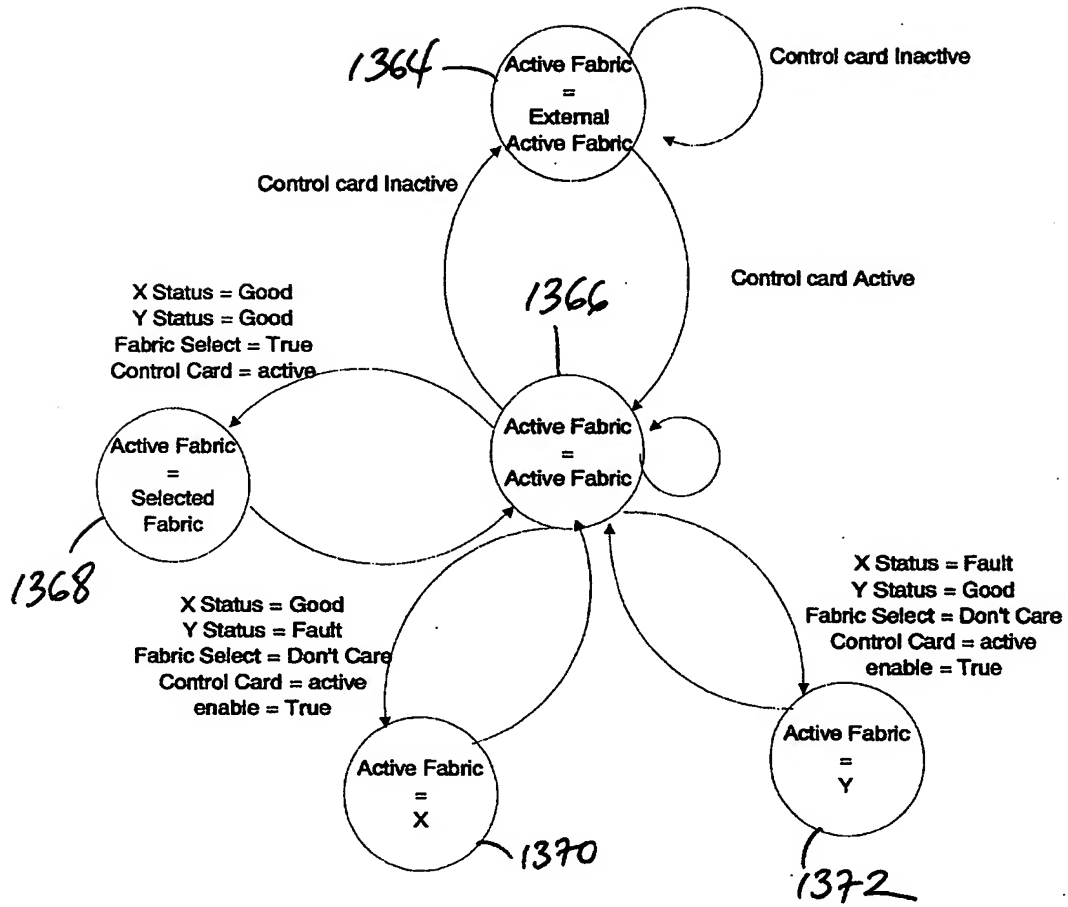 1364
Active Fabric
=
External
Active Fabric
Control card Inactive
Control card Inactive
Control card Active
1366
X Status = Good
Y Status = Good
Fabric Select = True
Control Card = active
Active Fabric
=
Active Fabric
Active Fabric
=
Selected
Fabric
1368
X Status = Good
Y Status = Fault
Fabric Select = Don't Care
Control Card = active
enable = True
X Status = Fault
Y Status = Good
Fabric Select = Don't Care
Control Card = active
enable = True
Active Fabric
=
X
1370
Active Fabric
=
Y
1372